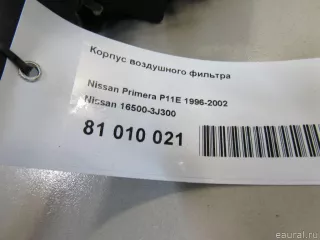 Корпус воздушного фильтра
Nissan Primera P11E 1996-2002
Nissan 16500-3J300
81 010 021
eaural.ru